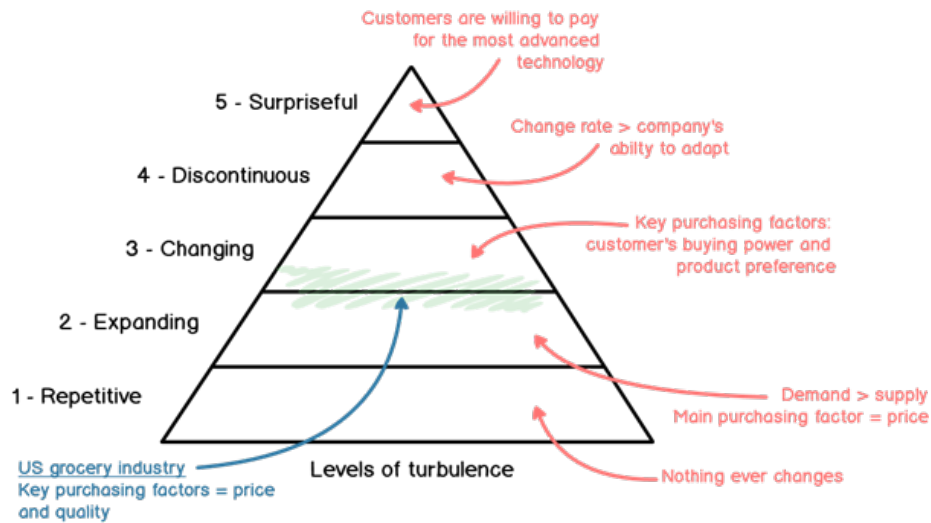 Customers are willing to pay
for the most advanced
technology
5 - Surpriseful
Change rate > company's
abilty to adapt
4 - Discontinuous
Key purchasing factors:
customer's buying power and
product preference
3 - Changing
2 - Expanding
1 - Repetitive
Demand > supply
Main purchasing factor = price
US grocery industry
Key purchasing factors = price
and quality
Levels of turbulence
Nothing ever changes